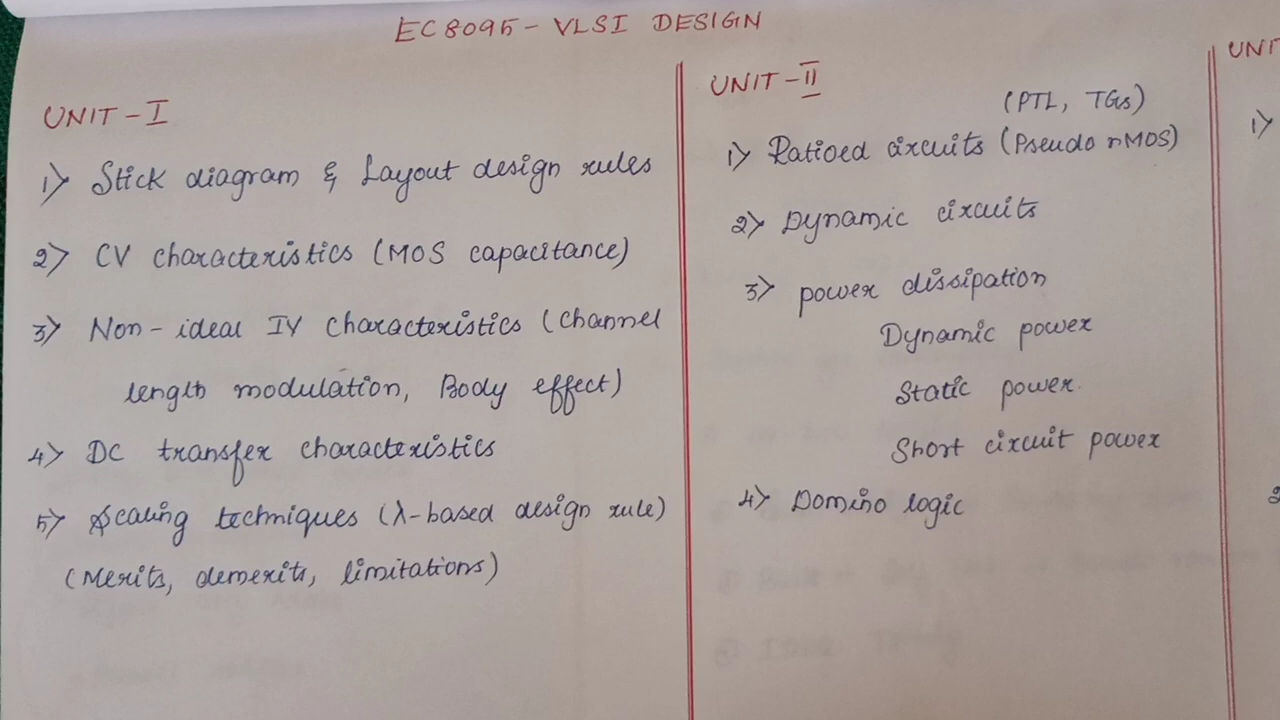 EC8095 - VLSI DESIGN
UNIT - I
1) Stick diagram & Layout design rules
2) CV characteristics (MOS capacitance)
3) Non-ideal IV characteristics (channel
length modulation, Body effect)
4) DC transfer characteristics
5) Scaling techniques (λ-based design rule)
(Merits, demerits, limitations)
UNIT - II
(PTL, TGs)
1) Ratioed circuits (Pseudo nMOS)
2) Dynamic circuits
3) power dissipation
Dynamic power
Static power.
Short circuit power
4) Domino logic
UNIT
1)